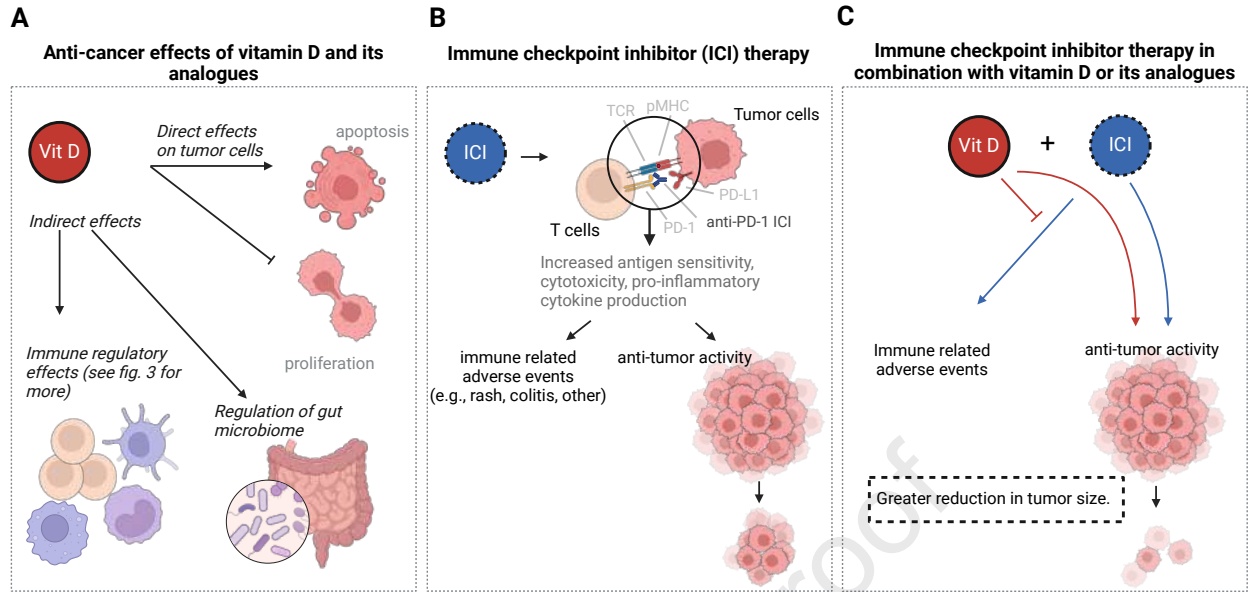 A
Anti-cancer effects of vitamin D and its
analogues
Vit D
Direct effects
on tumor cells
apoptosis
Indirect effects
proliferation
Immune regulatory
effects (see fig. 3 for
more)
Regulation of gut
microbiome
B
Immune checkpoint inhibitor (ICI) therapy
ICI
TCR
pMHC
Tumor cells
PD-L1
T cells
PD-1
anti-PD-1 ICI
Increased antigen sensitivity,
cytotoxicity, pro-inflammatory
cytokine production
immune related
adverse events
(e.g., rash, colitis, other)
anti-tumor activity
C
Immune checkpoint inhibitor therapy in
combination with vitamin D or its analogues
Vit D
+
ICI
Immune related
adverse events
anti-tumor activity
Greater reduction in tumor size.
roof